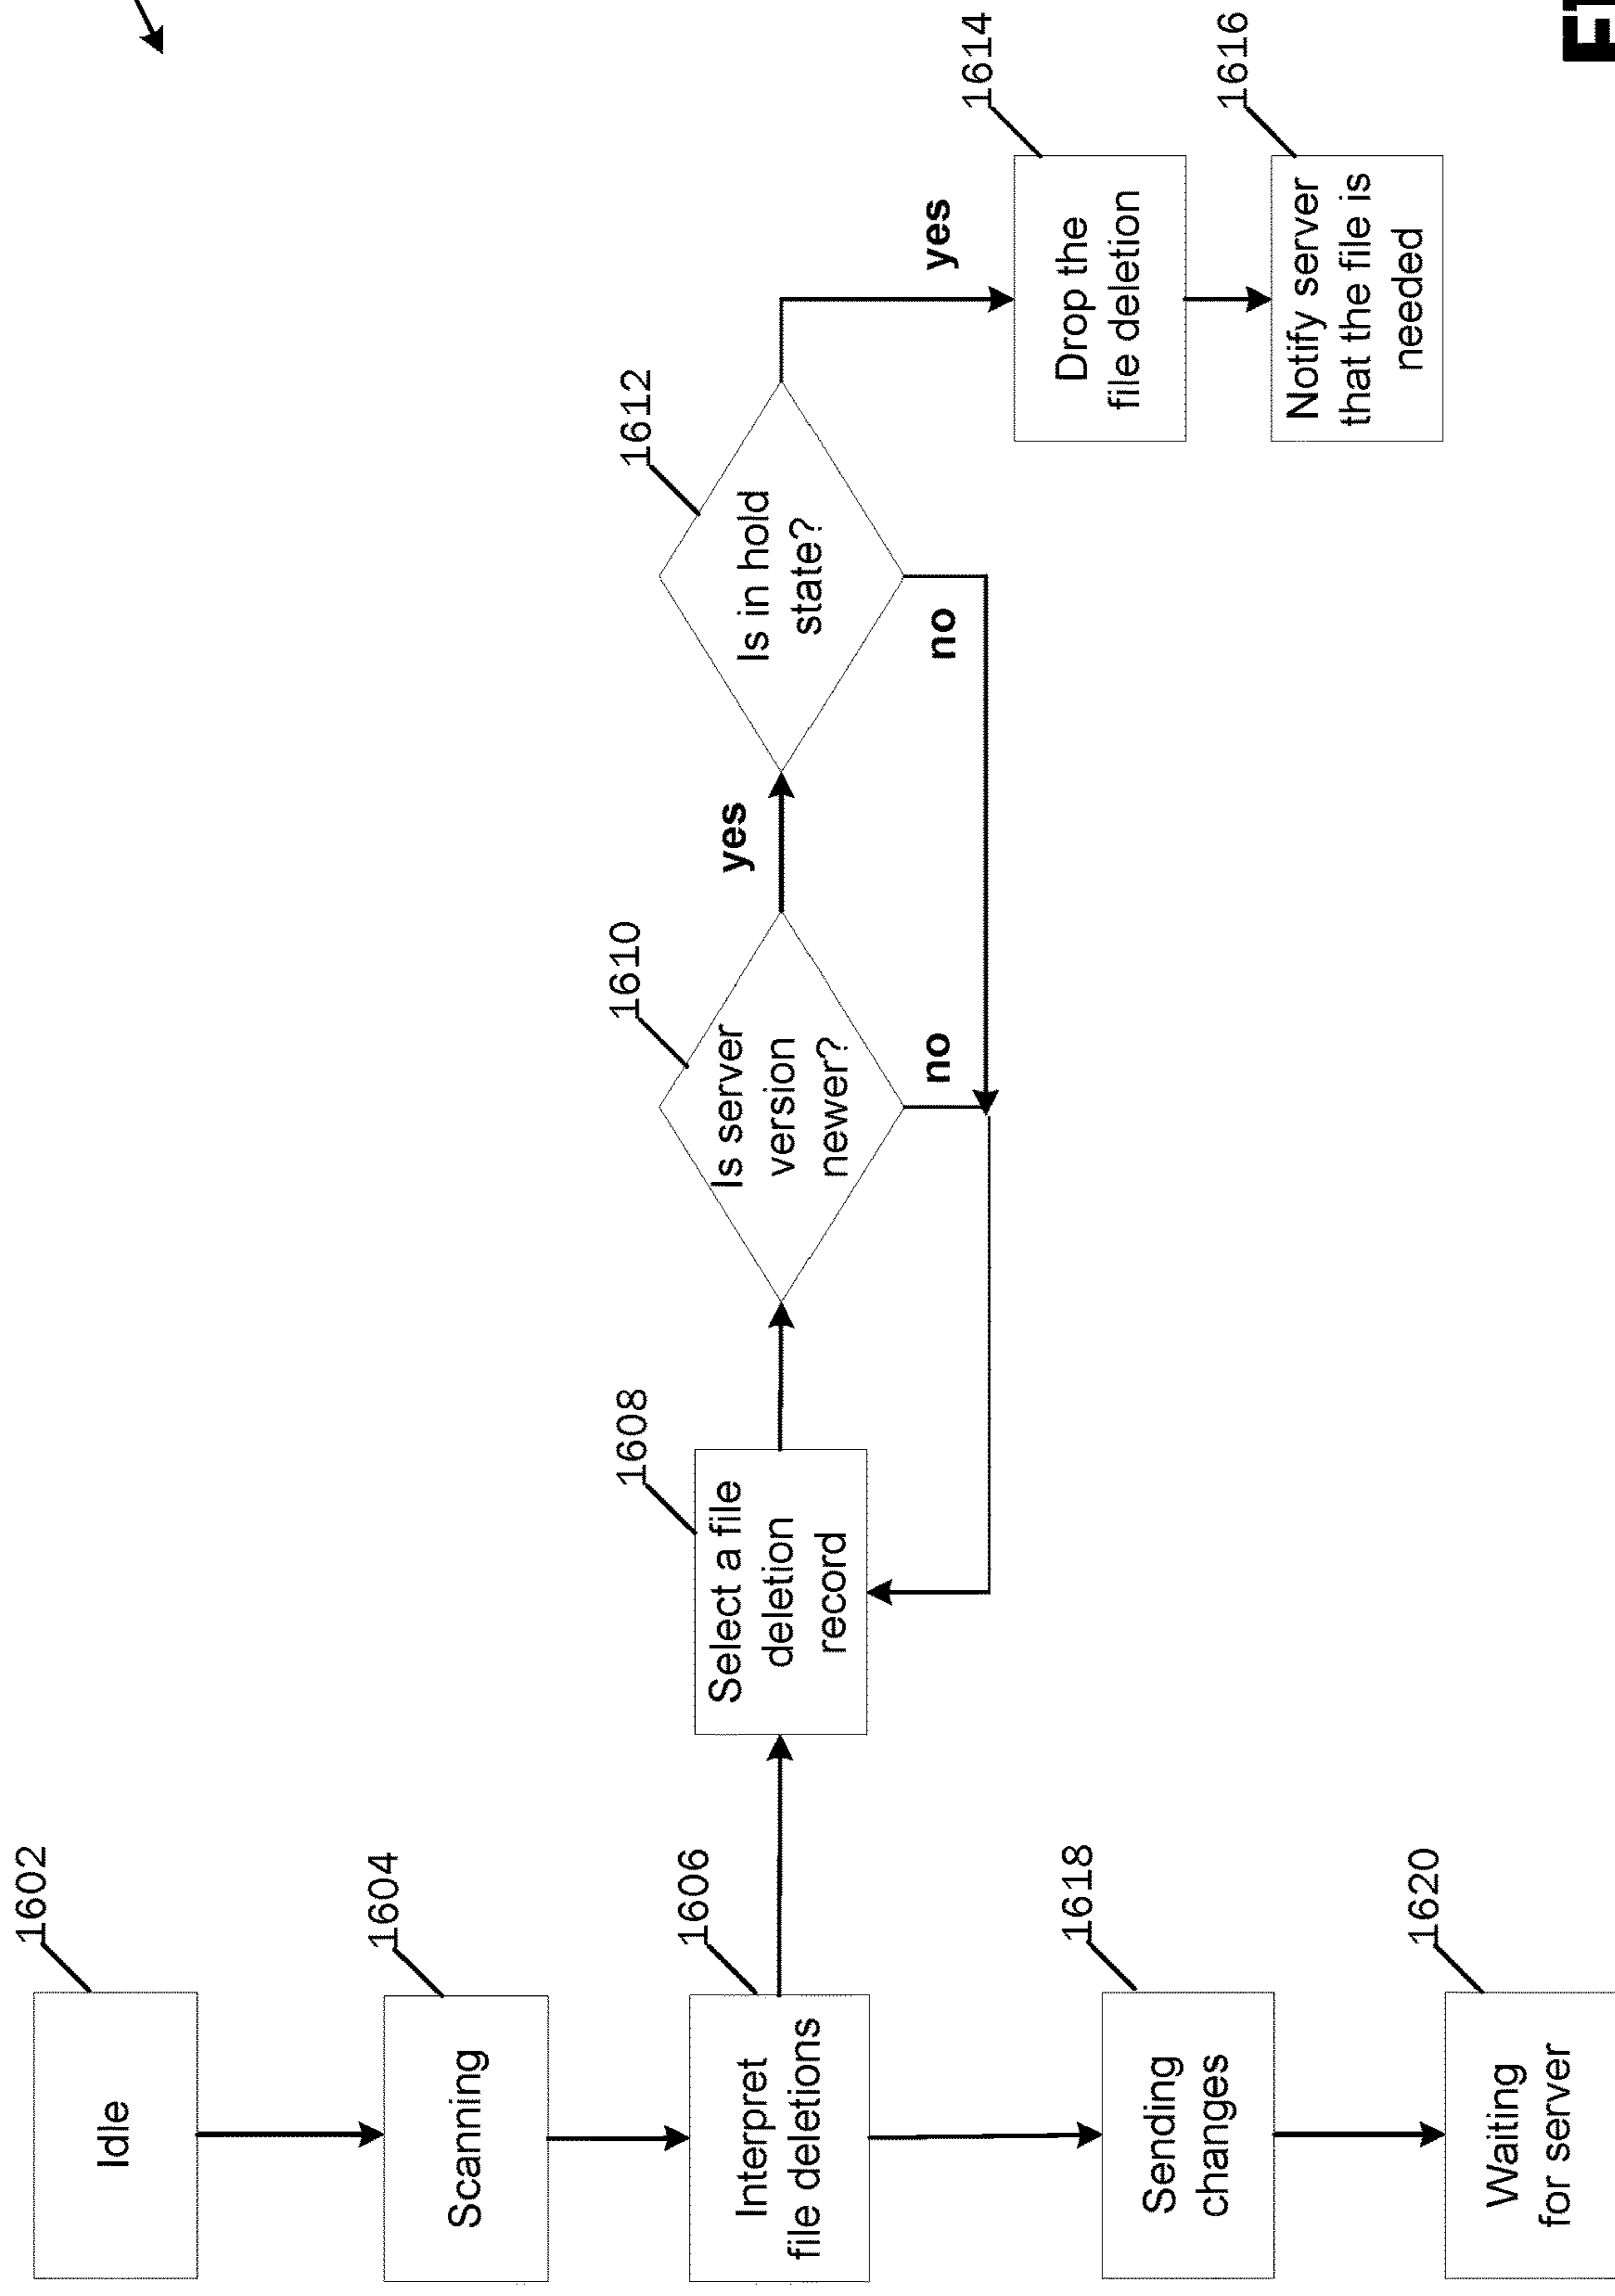 1602
Idle
1604
Scanning
1606
Interpret
file deletions
1608
Select a file
deletion
record
1610
Is server
version
newer?
yes
no
1612
Is in hold
state?
yes
no
1614
Drop the
file deletion
1616
Notify server
that the file is
needed
1618
Sending
changes
1620
Waiting
for server